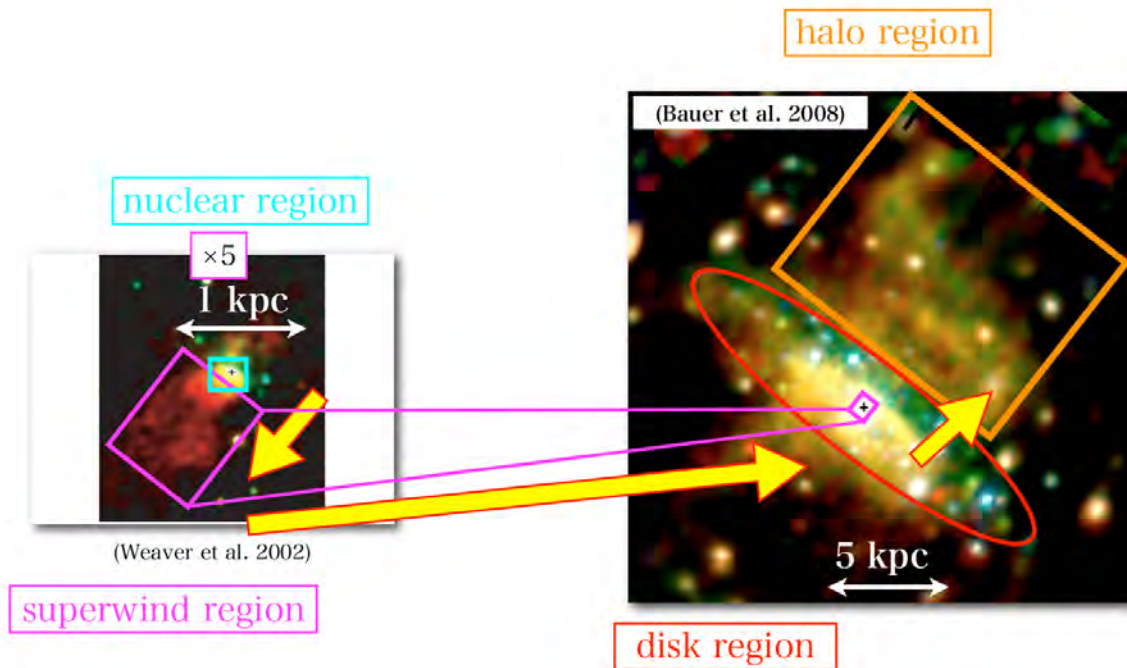 halo region
(Bauer et al. 2008)
nuclear region
×5
1 kpc
(Weaver et al. 2002)
superwind region
5 kpc
disk region